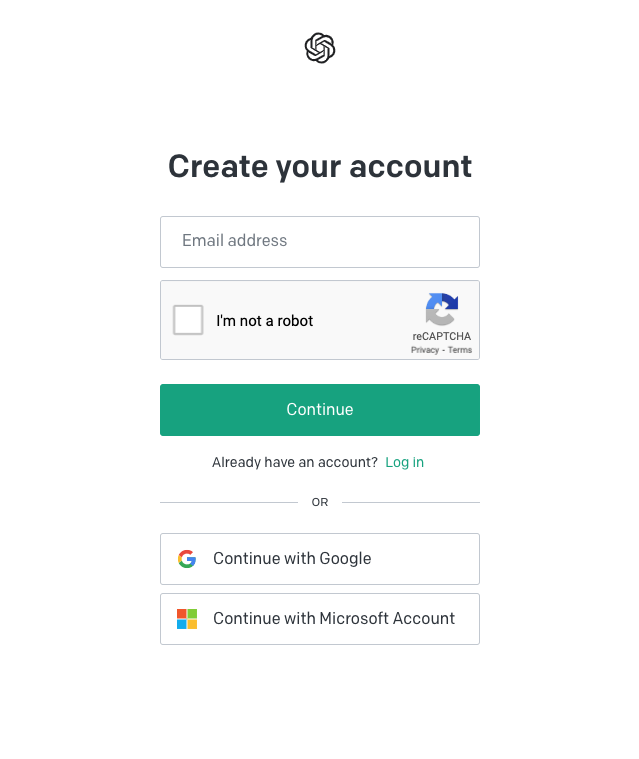 Create your account
Email address
I'm not a robot
reCAPTCHA
Privacy - Terms
Continue
Already have an account? Log in
OR
Continue with Google
Continue with Microsoft Account